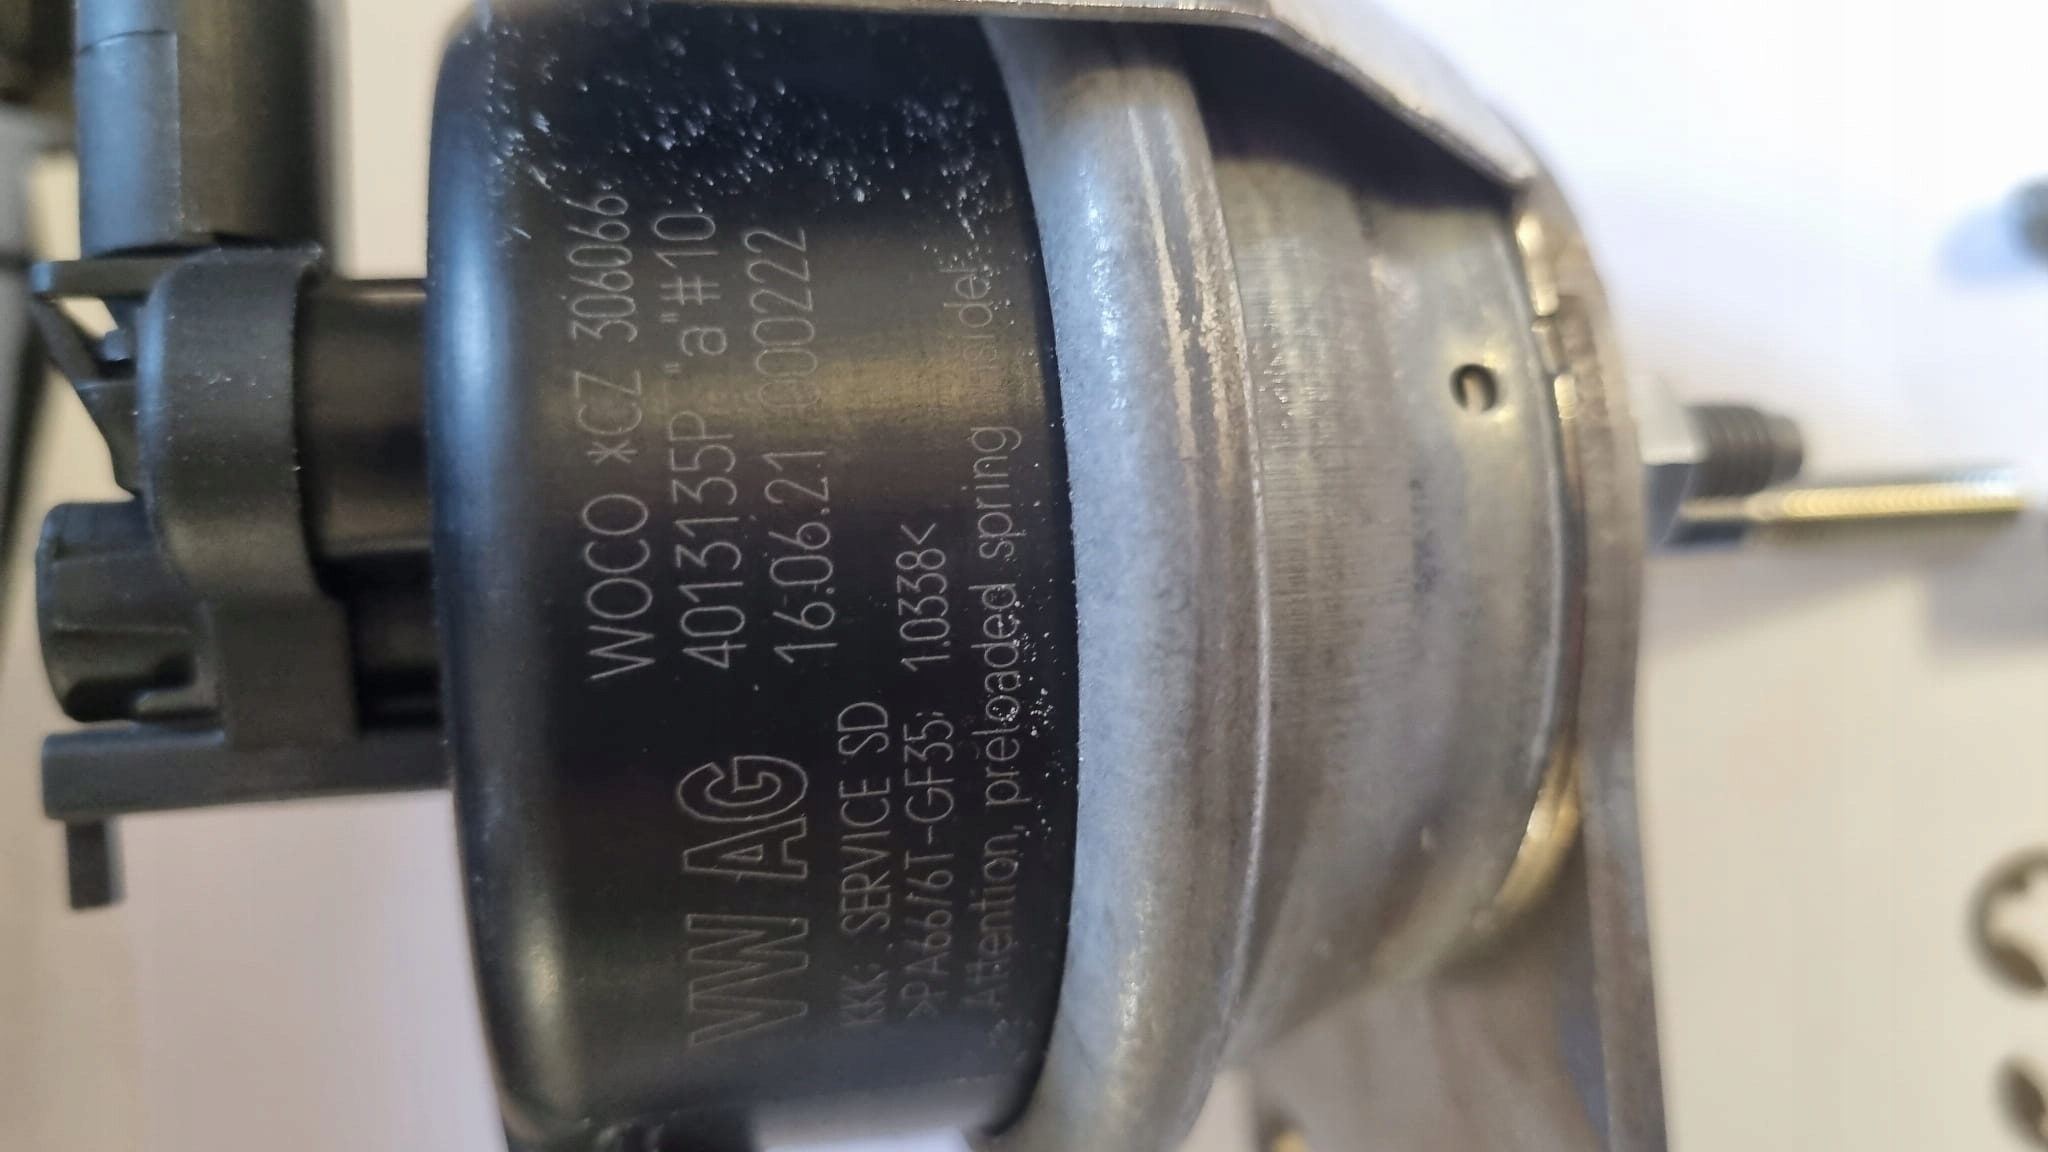 WOCO *CZ 306066
4013135P "a"#10
16.06.21 000222
VW AG
KKK: SERVICE SD
>PA66/6T-GF35; 1.0338<
Attention, preloaded spring inside!